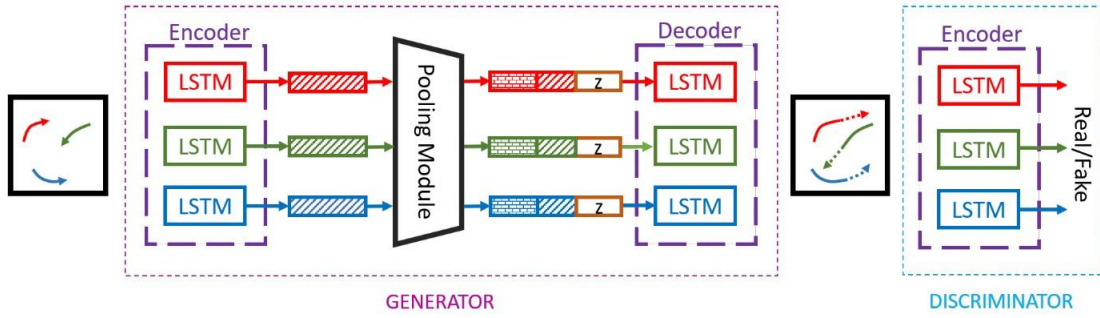 Encoder
LSTM
LSTM
LSTM
Pooling Module
z
z
z
Decoder
LSTM
LSTM
LSTM
GENERATOR
Encoder
LSTM
LSTM
LSTM
Real/Fake
DISCRIMINATOR